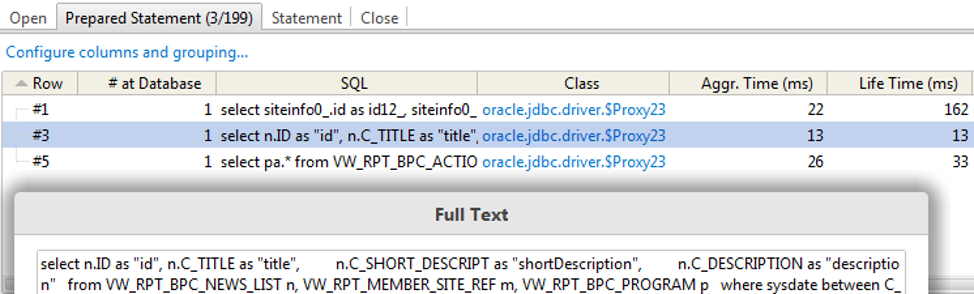 Open Prepared Statement (3/199) Statement Close
Configure columns and grouping...
Row # at Database SQL Class Aggr. Time (ms) Life Time (ms)
#1 1 select siteinfo0_.id as id12_, siteinfo0_ oracle.jdbc.driver.$Proxy23 22 162
#3 1 select n.ID as "id", n.C_TITLE as "title", oracle.jdbc.driver.$Proxy23 13 13
#5 1 select pa.* from VW_RPT_BPC_ACTIO oracle.jdbc.driver.$Proxy23 26 33
Full Text
select n.ID as "id", n.C_TITLE as "title", n.C_SHORT_DESCRIPT as "shortDescription", n.C_DESCRIPTION as "descriptio
n" from VW_RPT_BPC_NEWS_LIST n, VW_RPT_MEMBER_SITE_REF m, VW_RPT_BPC_PROGRAM p where sysdate between C_